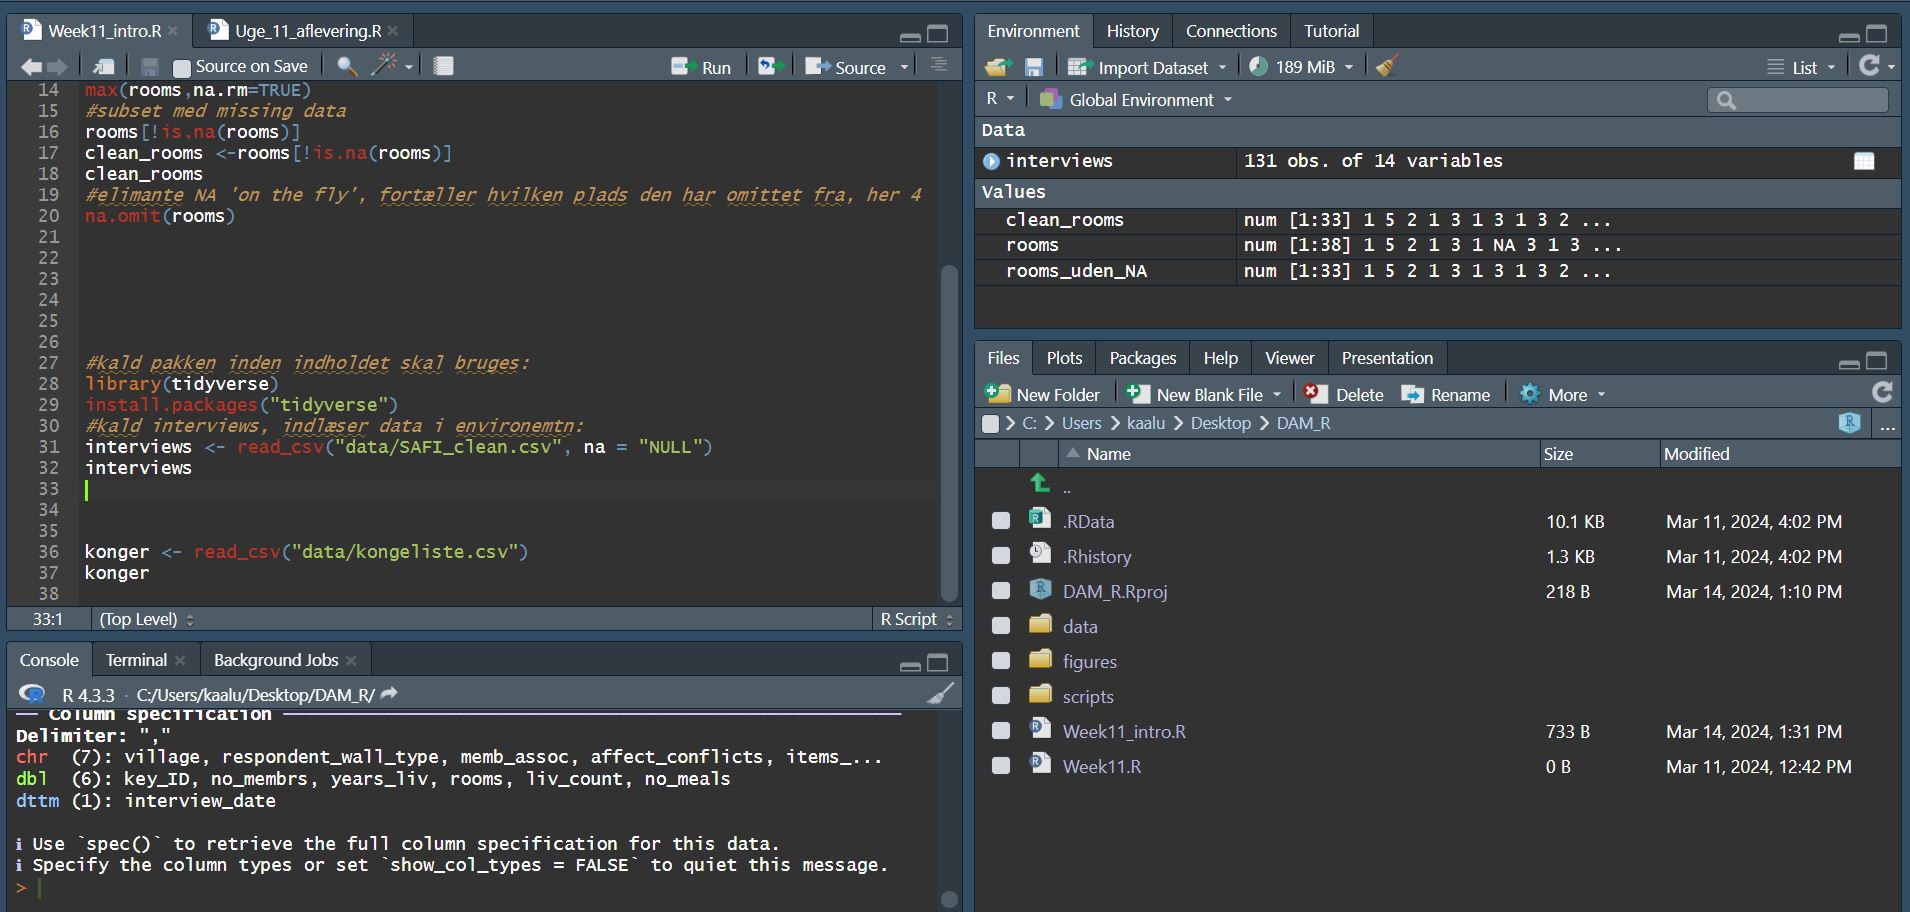 Week11_intro.R
Uge_11_aflevering.R
Source on Save
Run
Source
14 max(rooms,na.rm=TRUE)
15 #subset med missing data
16 rooms[!is.na(rooms)]
17 clean_rooms <-rooms[!is.na(rooms)]
18 clean_rooms
19 #elimante NA 'on the fly', fortæller hvilken plads den har omittet fra, her 4
20 na.omit(rooms)
21
22
23
24
25
26
27 #kald pakken inden indholdet skal bruges:
28 library(tidyverse)
29 install.packages("tidyverse")
30 #kald interviews, indlæser data i environemtn:
31 interviews <- read_csv("data/SAFI_clean.csv", na = "NULL")
32 interviews
33
34
35
36 konger <- read_csv("data/kongeliste.csv")
37 konger
38
33:1 (Top Level) R Script
Console Terminal Background Jobs
R 4.3.3 · C:/Users/kaalu/Desktop/DAM_R/
── Column specification ──
Delimiter: ","
chr (7): village, respondent_wall_type, memb_assoc, affect_conflicts, items_...
dbl (6): key_ID, no_membrs, years_liv, rooms, liv_count, no_meals
dttm (1): interview_date
i Use `spec()` to retrieve the full column specification for this data.
i Specify the column types or set `show_col_types = FALSE` to quiet this message.
>
Environment History Connections Tutorial
Import Dataset 189 MiB List
R Global Environment
Data
interviews 131 obs. of 14 variables
Values
clean_rooms num [1:33] 1 5 2 1 3 1 3 1 3 2 ...
rooms num [1:38] 1 5 2 1 3 1 NA 3 1 3 ...
rooms_uden_NA num [1:33] 1 5 2 1 3 1 3 1 3 2 ...
Files Plots Packages Help Viewer Presentation
New Folder New Blank File Delete Rename More
C: Users kaalu Desktop DAM_R ...
Name Size Modified
..
.RData 10.1 KB Mar 11, 2024, 4:02 PM
.Rhistory 1.3 KB Mar 11, 2024, 4:02 PM
DAM_R.Rproj 218 B Mar 14, 2024, 1:10 PM
data
figures
scripts
Week11_intro.R 733 B Mar 14, 2024, 1:31 PM
Week11.R 0 B Mar 11, 2024, 12:42 PM